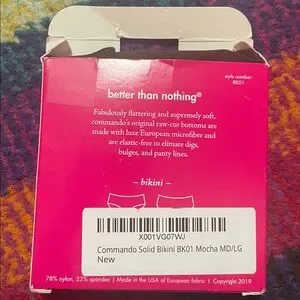 style number:
BK01
better than nothing®
Fabulously flattering and supremely soft,
commando's original raw-cut bottoms are
made with luxe European microfiber and
are elastic-free to eliminate digs,
bulges, and panty lines.
– bikini –
X001VG07WJ
Commando Solid Bikini BK01 Mocha MD/LG
New
78% nylon, 22% spandex | Made in the USA of European fabric | Copyright 2019